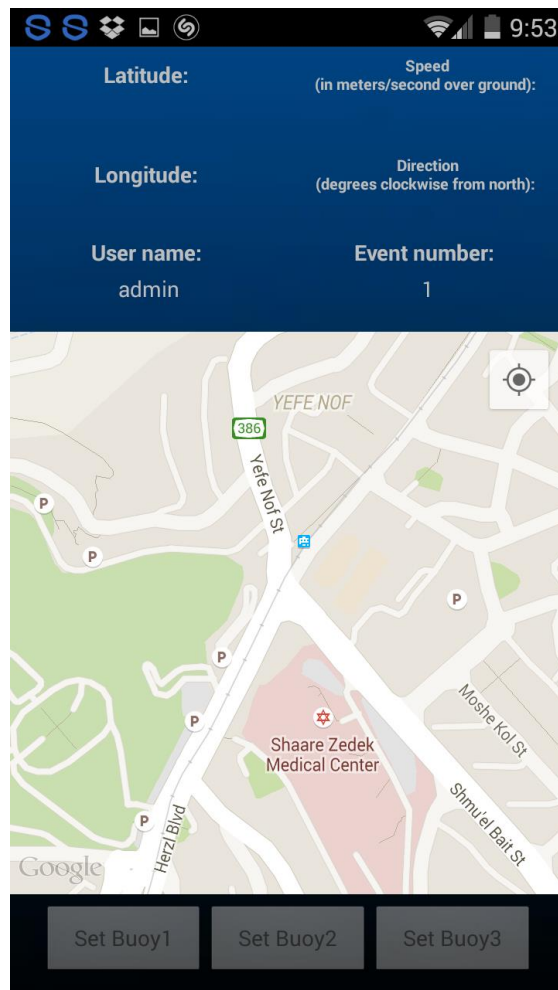 9:53
Latitude:
Speed
(in meters/second over ground):
Longitude:
Direction
(degrees clockwise from north):
User name:
Event number:
admin
1
YEFE NOF
386
Yefe Nof St
P
P
P
P
Moshe Kol St
P
Shaare Zedek
Medical Center
Shmu'el Bait St
P
Herzl Blvd
Google
Set Buoy1
Set Buoy2
Set Buoy3